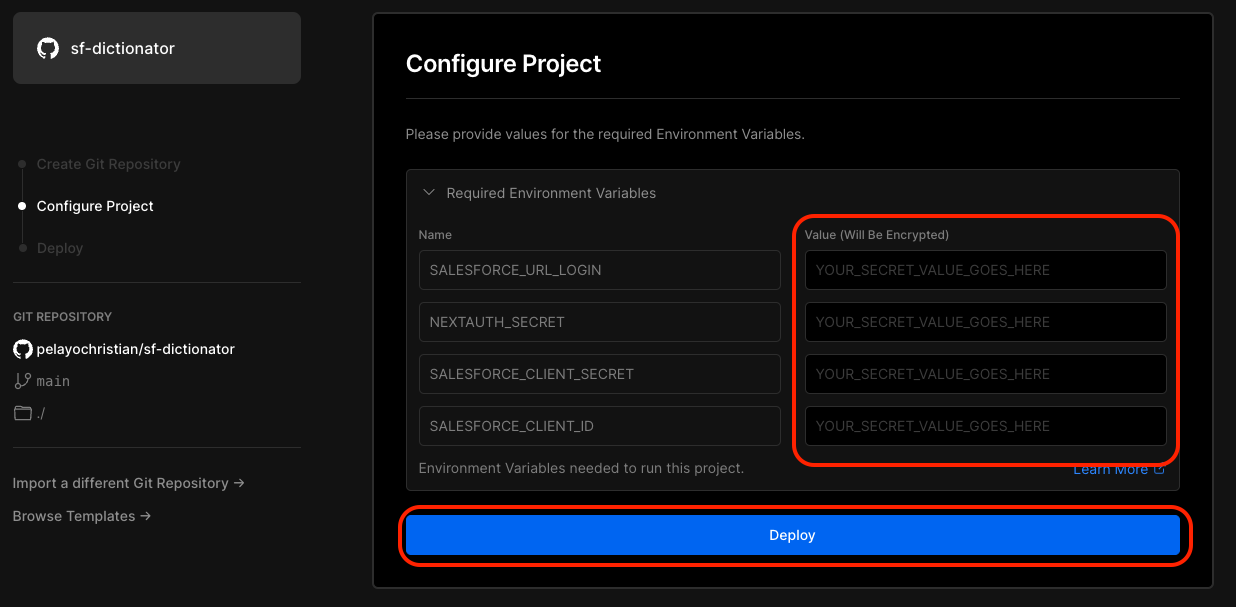 sf-dictionator
Create Git Repository
Configure Project
Deploy
GIT REPOSITORY
pelayochristian/sf-dictionator
main
./
Import a different Git Repository →
Browse Templates →
Configure Project
Please provide values for the required Environment Variables.
Required Environment Variables
Name
Value (Will Be Encrypted)
SALESFORCE_URL_LOGIN
YOUR_SECRET_VALUE_GOES_HERE
NEXTAUTH_SECRET
YOUR_SECRET_VALUE_GOES_HERE
SALESFORCE_CLIENT_SECRET
YOUR_SECRET_VALUE_GOES_HERE
SALESFORCE_CLIENT_ID
YOUR_SECRET_VALUE_GOES_HERE
Environment Variables needed to run this project.
Learn More
Deploy